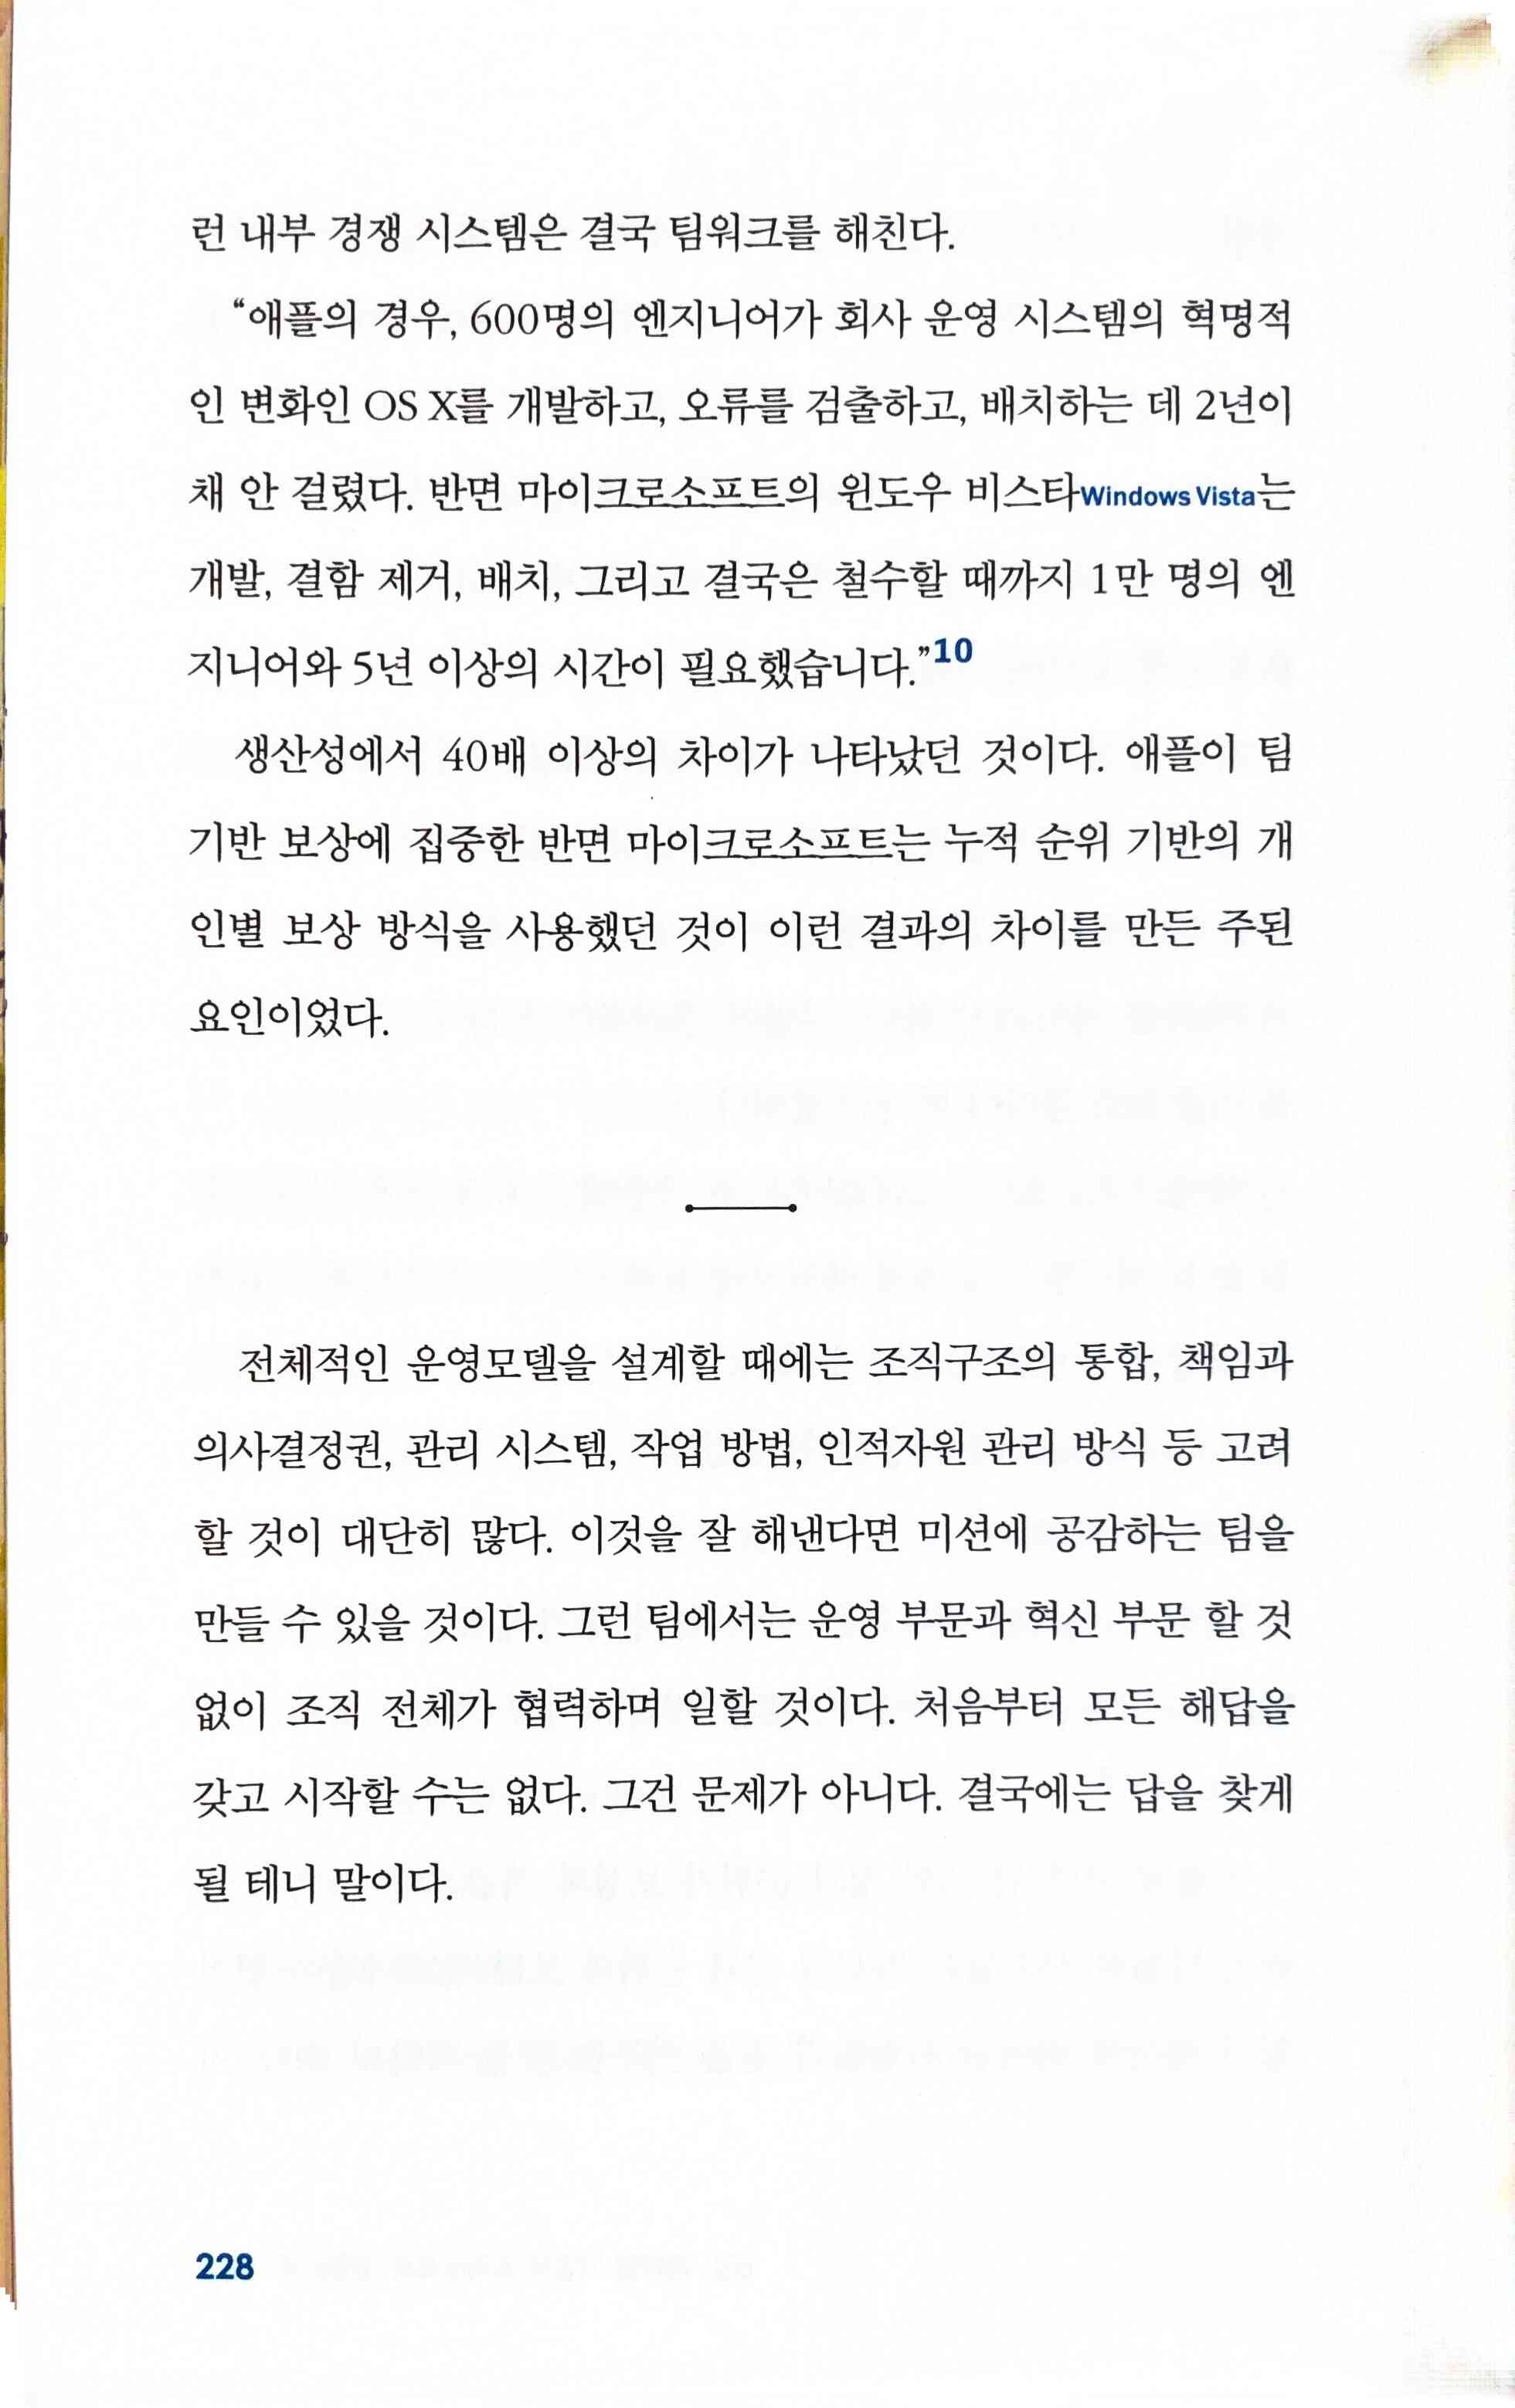 런 내부 경쟁 시스템은 결국 팀워크를 해친다.
“애플의 경우, 600명의 엔지니어가 회사 운영 시스템의 혁명적
인 변화인 OS X를 개발하고, 오류를 검출하고, 배치하는 데 2년이
채 안 걸렸다. 반면 마이크로소프트의 윈도우 비스타Windows Vista는
개발, 결함 제거, 배치, 그리고 결국은 철수할 때까지 1만 명의 엔
지니어와 5년 이상의 시간이 필요했습니다.”10
생산성에서 40배 이상의 차이가 나타났던 것이다. 애플이 팀
기반 보상에 집중한 반면 마이크로소프트는 누적 순위 기반의 개
인별 보상 방식을 사용했던 것이 이런 결과의 차이를 만든 주된
요인이었다.
전체적인 운영모델을 설계할 때에는 조직구조의 통합, 책임과
의사결정권, 관리 시스템, 작업 방법, 인적자원 관리 방식 등 고려
할 것이 대단히 많다. 이것을 잘 해낸다면 미션에 공감하는 팀을
만들 수 있을 것이다. 그런 팀에서는 운영 부문과 혁신 부문 할 것
없이 조직 전체가 협력하며 일할 것이다. 처음부터 모든 해답을
갖고 시작할 수는 없다. 그건 문제가 아니다. 결국에는 답을 찾게
될 테니 말이다.
228